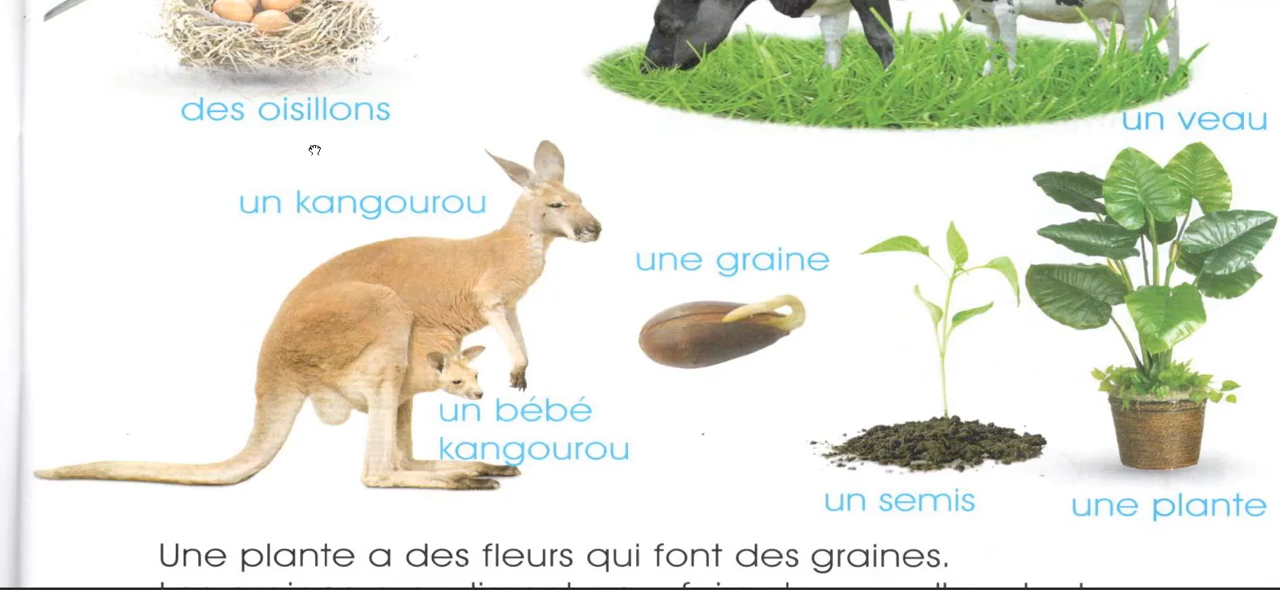 des oisillons
un veau
un kangourou
une graine
un bébé
kangourou
un semis
une plante
Une plante a des fleurs qui font des graines.